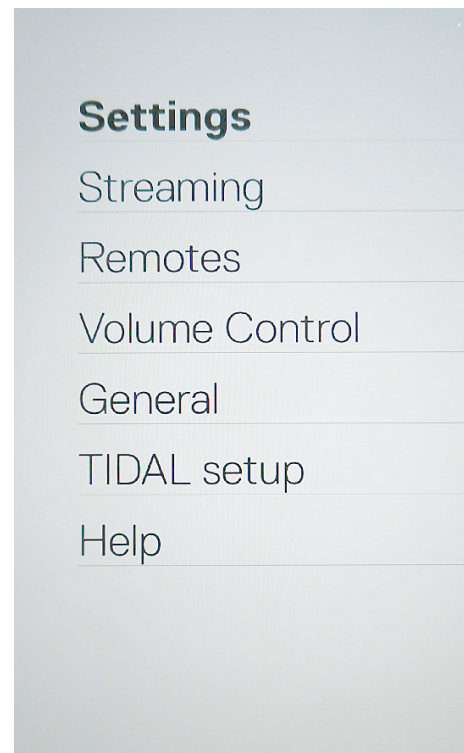 Settings
Streaming
Remotes
Volume Control
General
TIDAL setup
Help